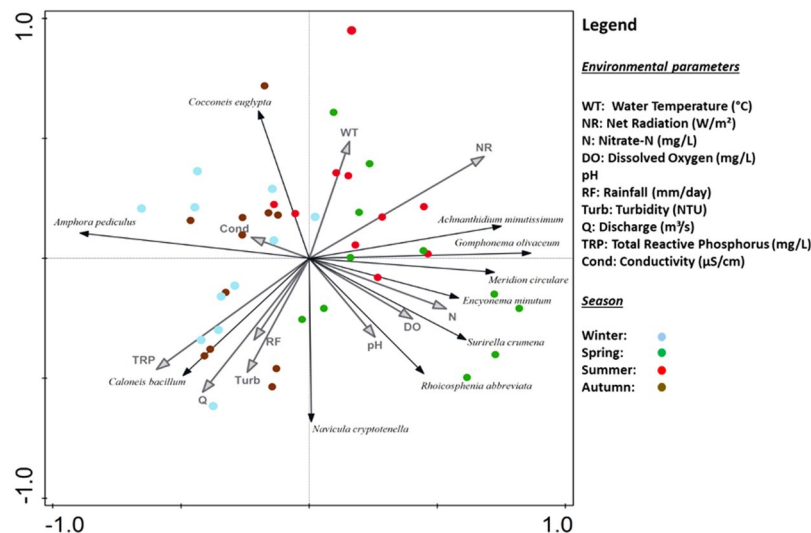 1.0
Cocconeis euglypta
WT
NR
Amphora pediculus
Cond
Achnanthidium minutissimum
Gomphonema olivaceum
Meridion circulare
Encyonema minutum
N
DO
Surirella crumena
pH
RF
TRP
Caloneis bacillum
Turb
Rhoicosphenia abbreviata
Q
Navicula cryptotenella
-1.0
-1.0
1.0
Legend
Environmental parameters
WT: Water Temperature (°C)
NR: Net Radiation (W/m²)
N: Nitrate-N (mg/L)
DO: Dissolved Oxygen (mg/L)
pH
RF: Rainfall (mm/day)
Turb: Turbidity (NTU)
Q: Discharge (m³/s)
TRP: Total Reactive Phosphorus (mg/L)
Cond: Conductivity (µS/cm)
Season
Winter:
Spring:
Summer:
Autumn: